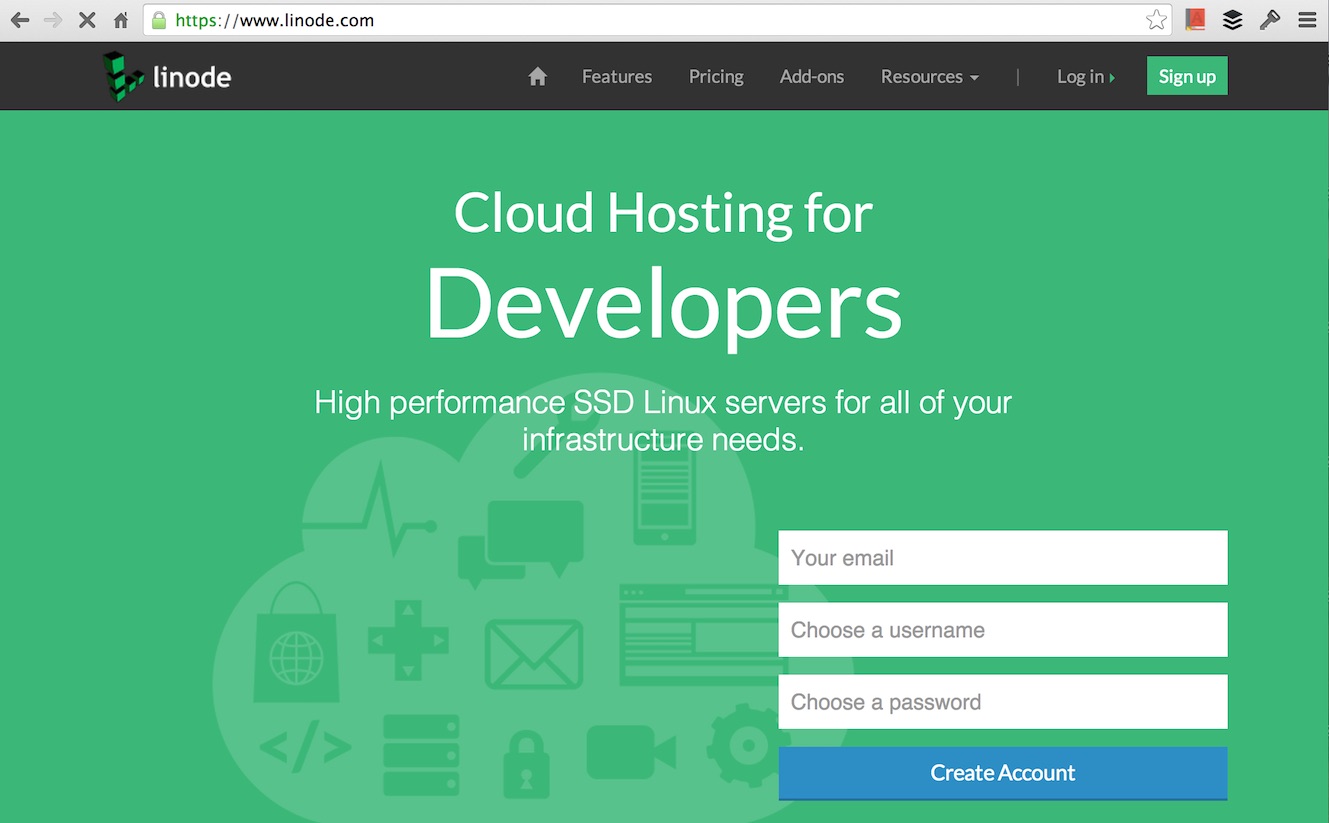 https://www.linode.com
linode
Features
Pricing
Add-ons
Resources
|
Log in
Sign up
Cloud Hosting for
Developers
High performance SSD Linux servers for all of your
infrastructure needs.
Your email
Choose a username
Choose a password
</>
Create Account